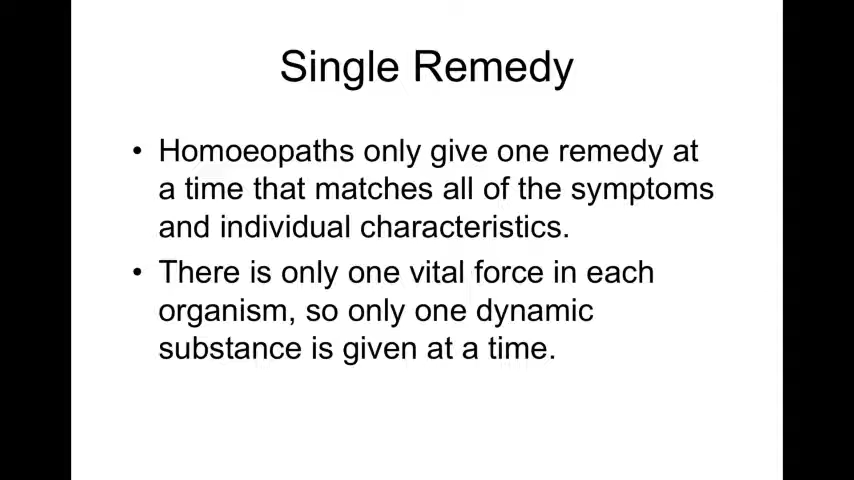 Single Remedy
• Homoeopaths only give one remedy at
a time that matches all of the symptoms
and individual characteristics.
• There is only one vital force in each
organism, so only one dynamic
substance is given at a time.